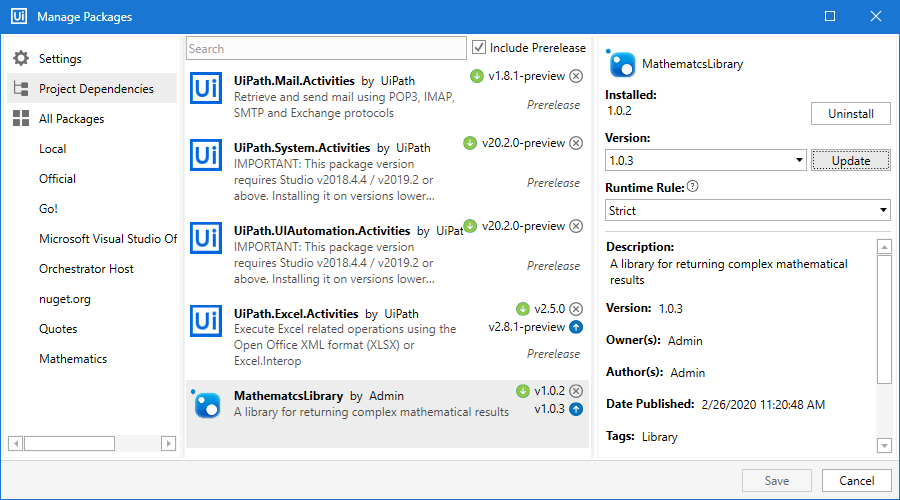 Ui Manage Packages
Settings
Project Dependencies
All Packages
Local
Official
Go!
Microsoft Visual Studio Of
Orchestrator Host
nuget.org
Quotes
Mathematics
Search
Include Prerelease
Ui
UiPath.Mail.Activities by UiPath
v1.8.1-preview
Retrieve and send mail using POP3, IMAP,
SMTP and Exchange protocols
Prerelease
Ui
UiPath.System.Activities by UiPath
v20.2.0-preview
IMPORTANT: This package version
requires Studio v2018.4.4 / v2019.2 or
above. Installing it on versions lower...
Prerelease
Ui
UiPath.UIAutomation.Activities by UiPat
v20.2.0-preview
IMPORTANT: This package version
requires Studio v2018.4.4 / v2019.2 or
above. Installing it on versions lower...
Prerelease
Ui
UiPath.Excel.Activities by UiPath
v2.5.0
v2.8.1-preview
Execute Excel related operations using the
Open Office XML format (XLSX) or
Excel.Interop
Prerelease
MathematcsLibrary by Admin
v1.0.2
A library for returning complex mathematical results
v1.0.3
MathematcsLibrary
Installed:
1.0.2
Uninstall
Version:
1.0.3
Update
Runtime Rule: ?
Strict
Description:
A library for returning complex mathematical
results
Version: 1.0.3
Owner(s): Admin
Author(s): Admin
Date Published: 2/26/2020 11:20:48 AM
Tags: Library
Save
Cancel